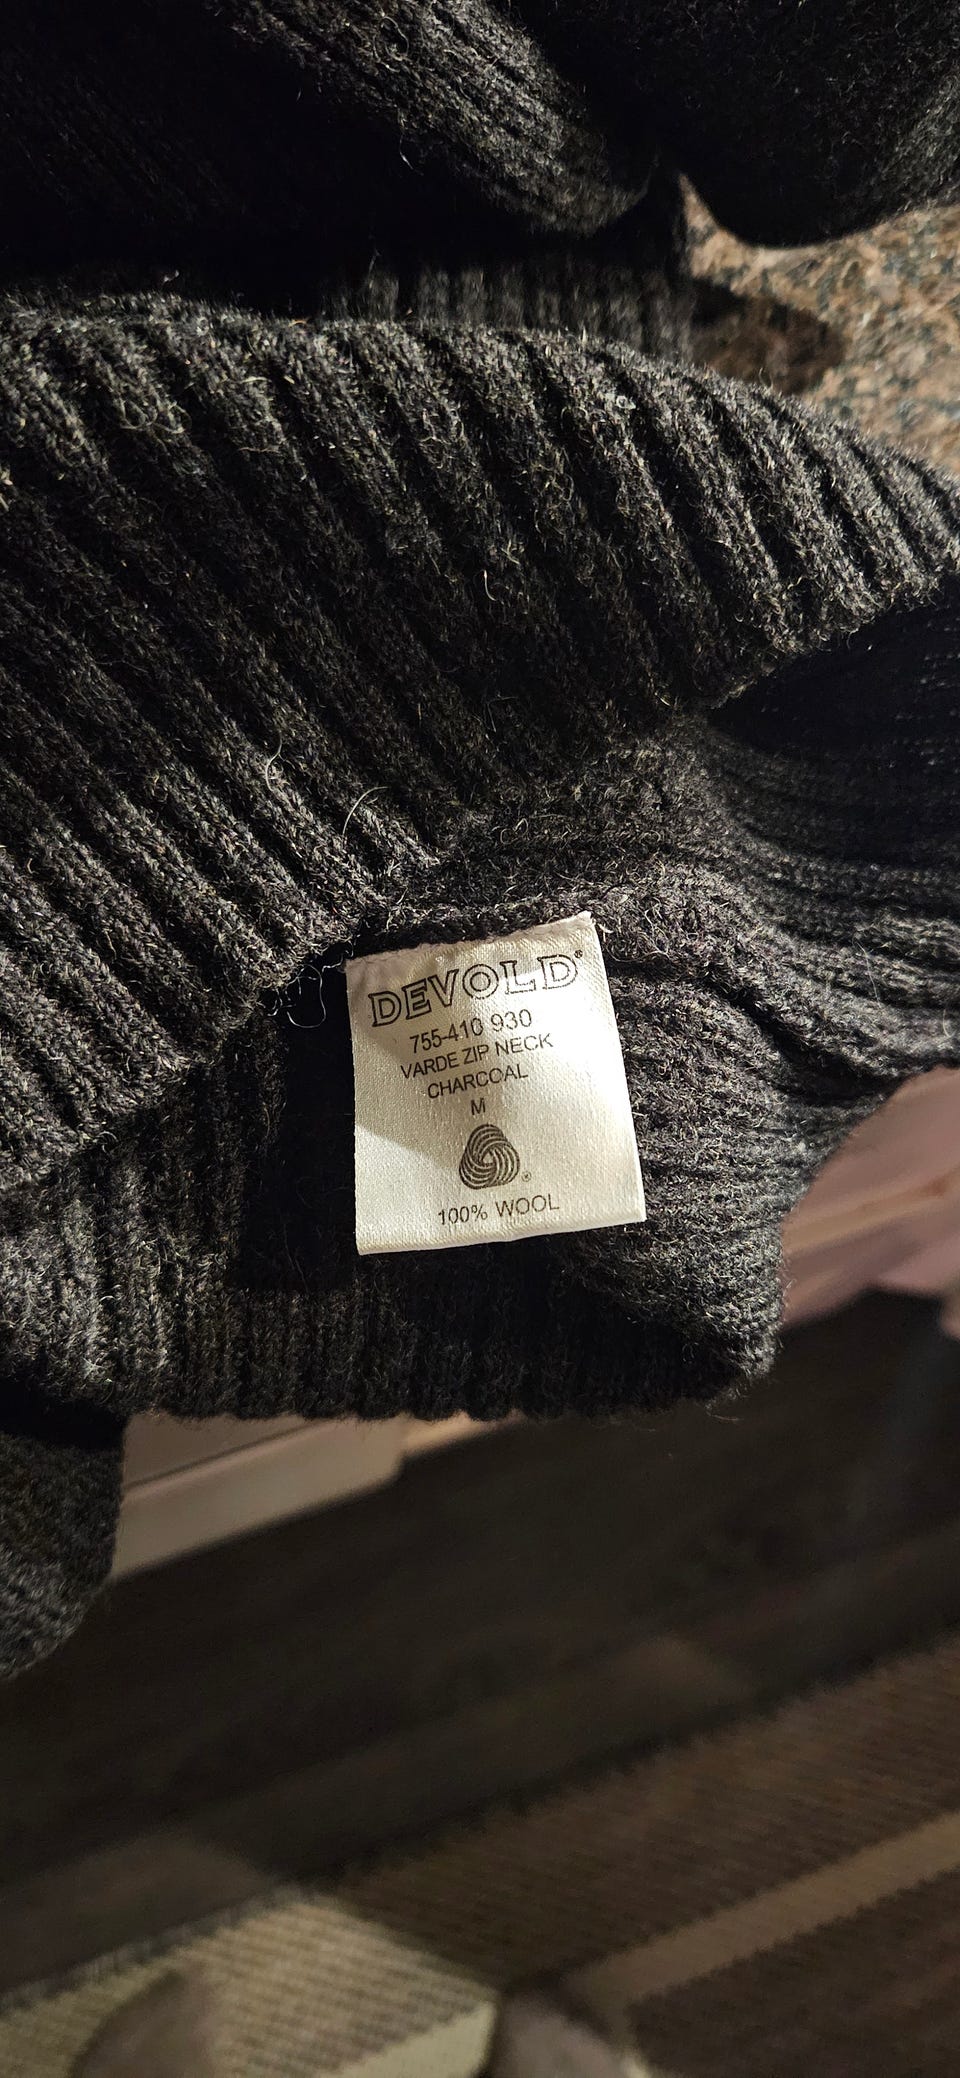 DEVOLD®
755-410 930
VARDE ZIP NECK
CHARCOAL
M
®
100% WOOL